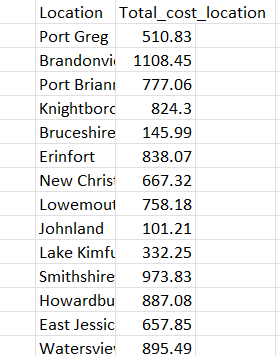 Location Total_cost_location
Port Greg 510.83
Brandonvi 1108.45
Port Briann 777.06
Knightboro 824.3
Bruceshire 145.99
Erinfort 838.07
New Christ 667.32
Lowemout 758.18
Johnland 101.21
Lake Kimfu 332.25
Smithshire 973.83
Howardbu 887.08
East Jessic 657.85
Watersview 895.49